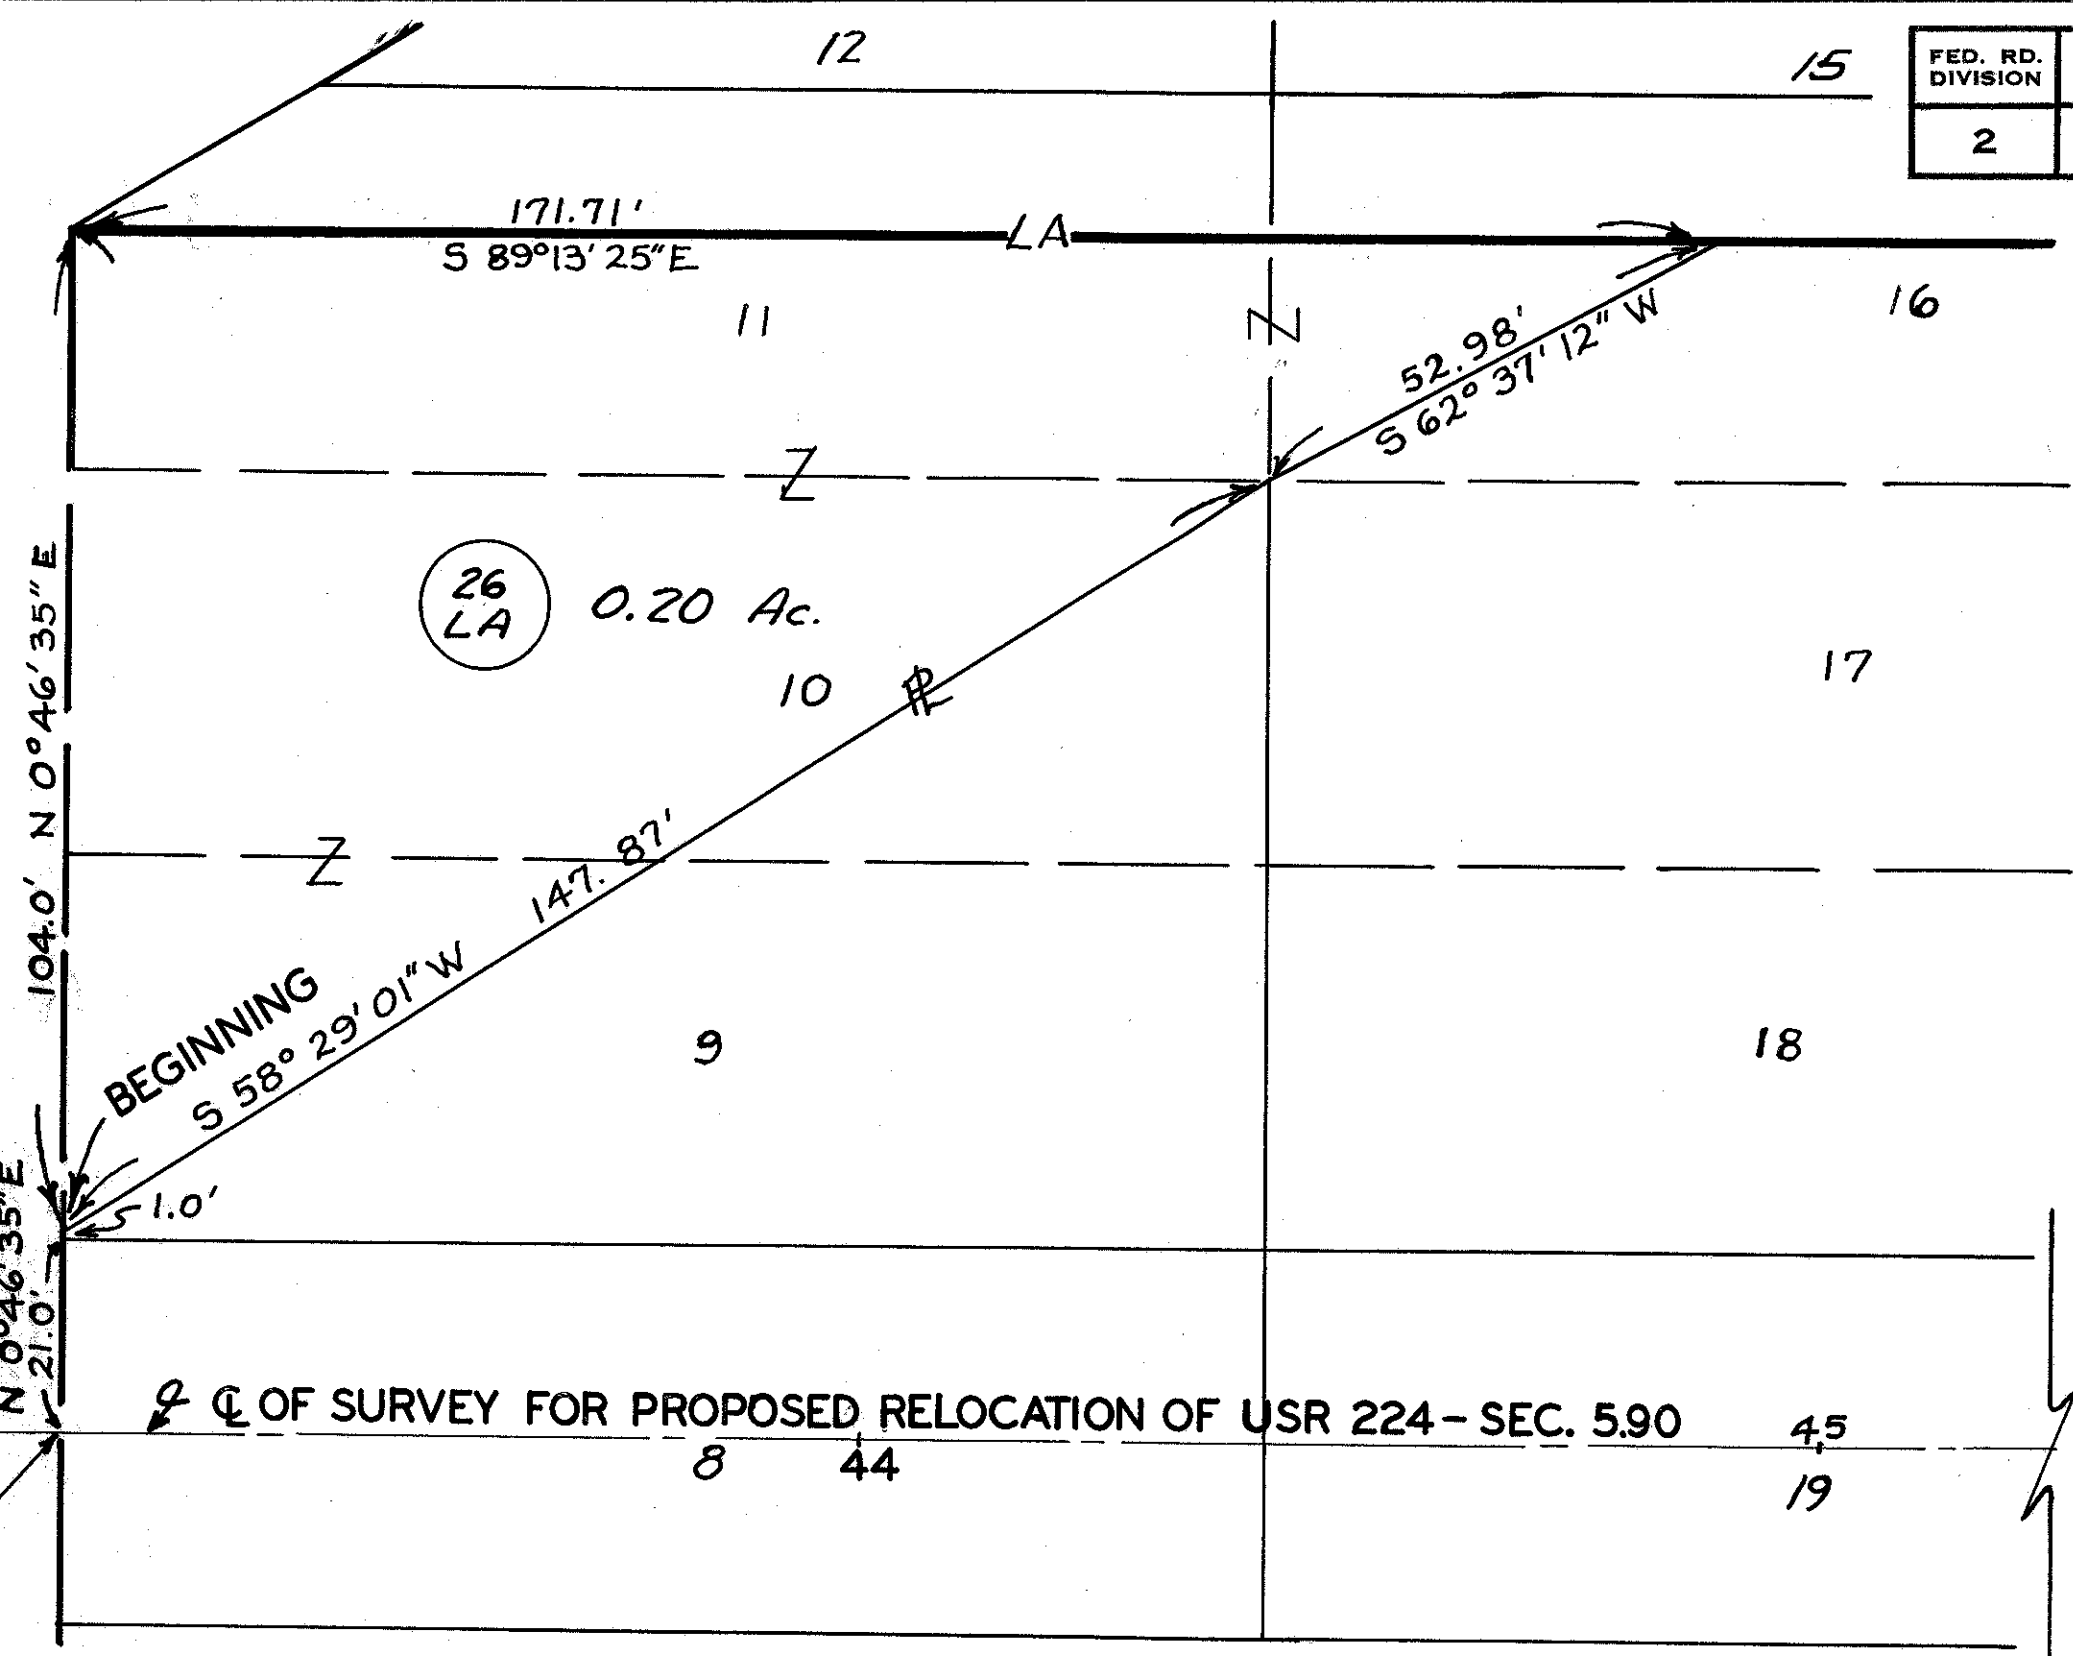 12
15
FED. RD.
DIVISION
2
171.71'
LA
S 89°13'25"E
11
16
52.98'
S 62° 37' 12" W
104.0' N 0°46'35"E
26
LA
0.20 Ac.
10
PL
17
147.87'
S 58° 29' 01" W
BEGINNING
9
18
1.0'
N 0°46'35"E
21.0'
℄ OF SURVEY FOR PROPOSED RELOCATION OF USR 224 - SEC. 5.90
45
8
44
19